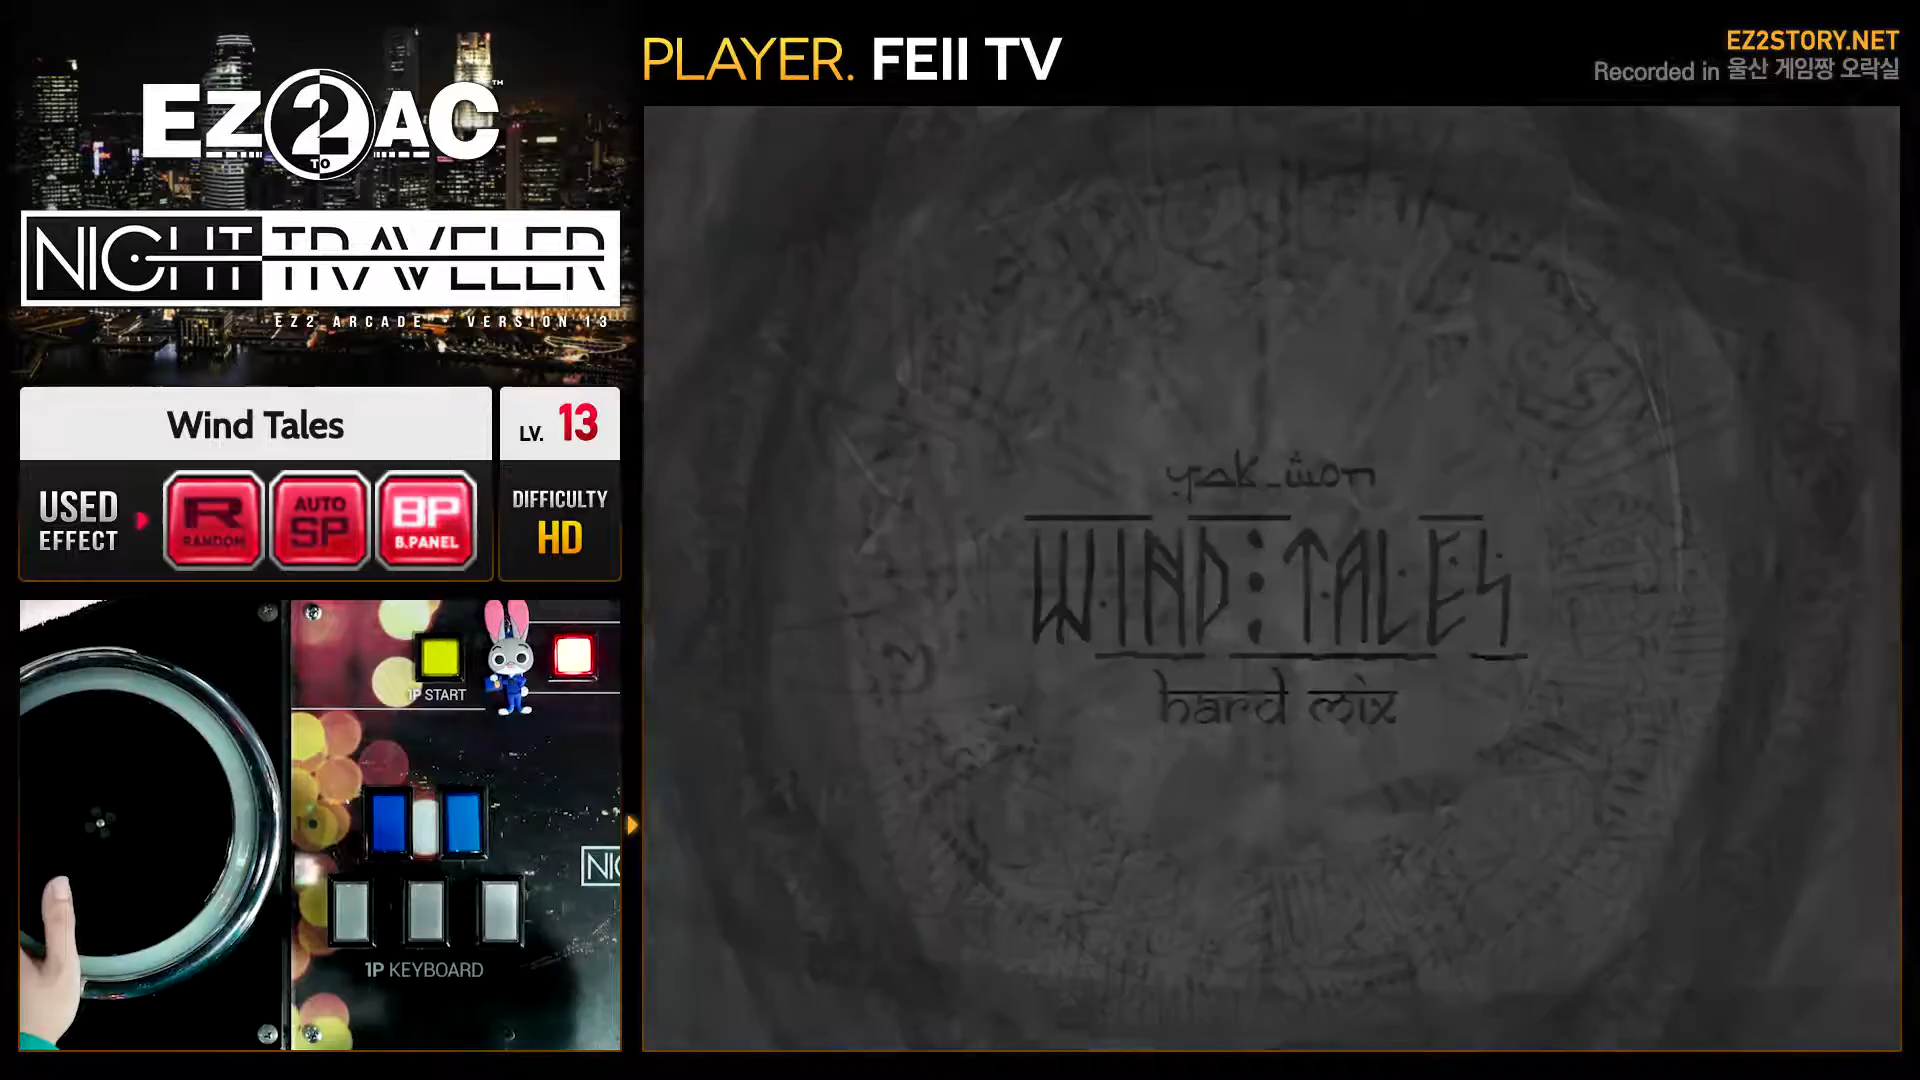 EZ2AC™
TO
NIGHT TRAVELER
EZ2 ARCADE • VERSION 13
Wind Tales
LV. 13
USED EFFECT
R RANDOM
AUTO SP
BP B.PANEL
DIFFICULTY
HD
1P START
NI
1P KEYBOARD
PLAYER. FEII TV
EZ2STORY.NET
Recorded in 울산 게임짱 오락실
yak_won
WIND:TALES
hard mix